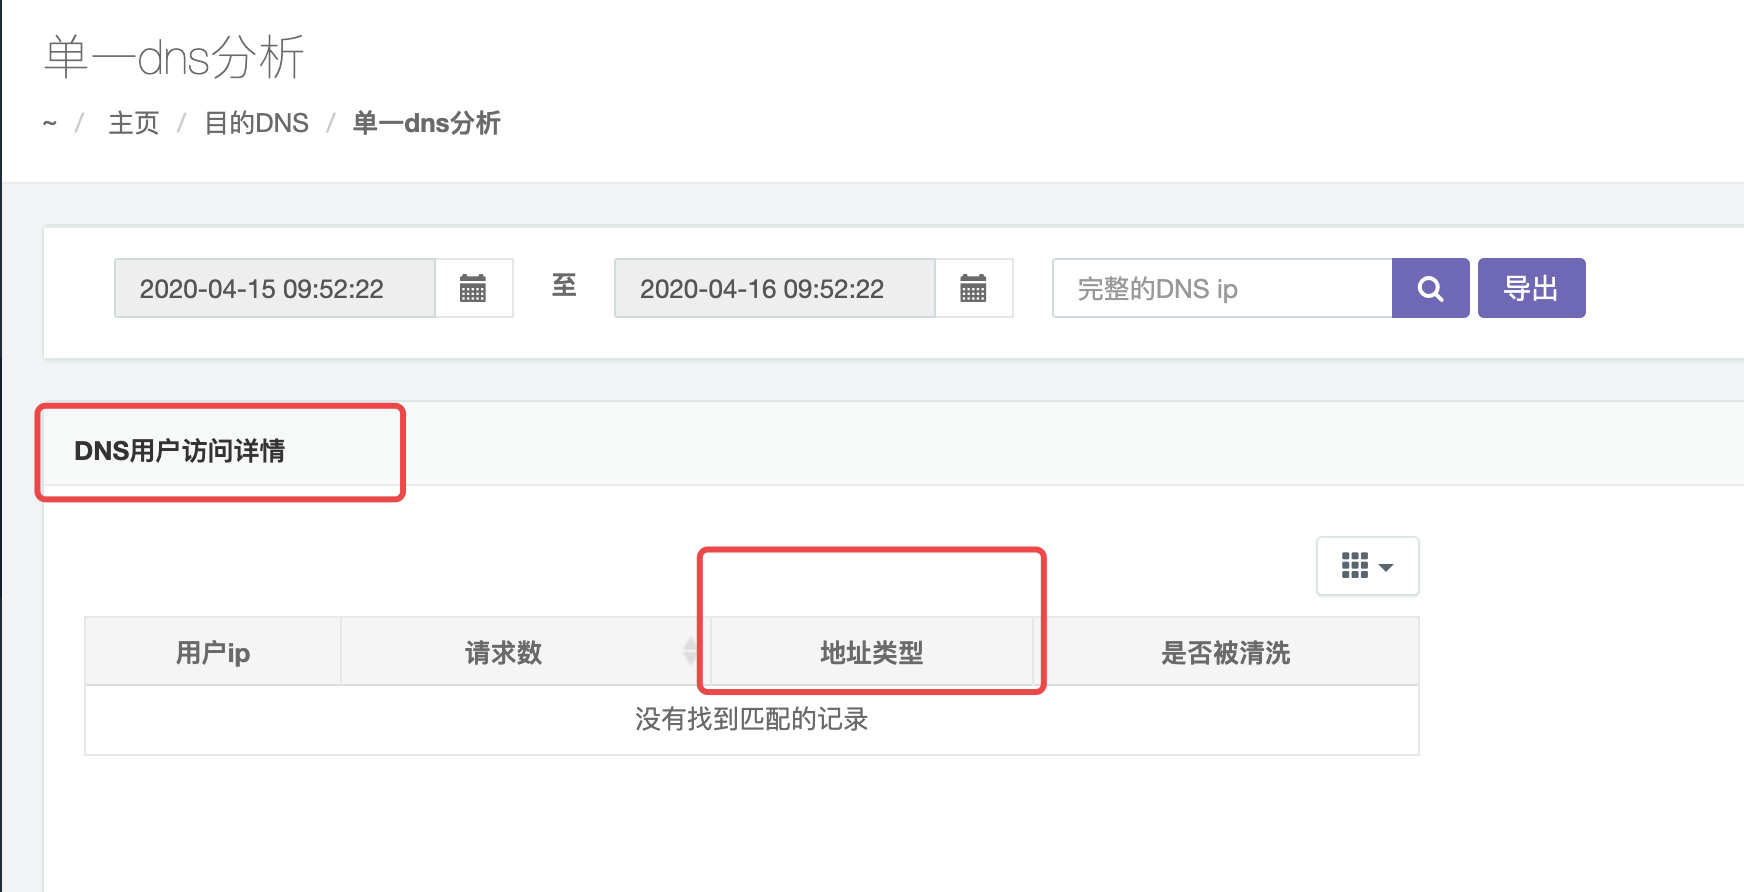 单一dns分析
~ / 主页 / 目的DNS / 单一dns分析
2020-04-15 09:52:22 至 2020-04-16 09:52:22 完整的DNS ip 导出
DNS用户访问详情
用户ip 请求数 地址类型 是否被清洗
没有找到匹配的记录